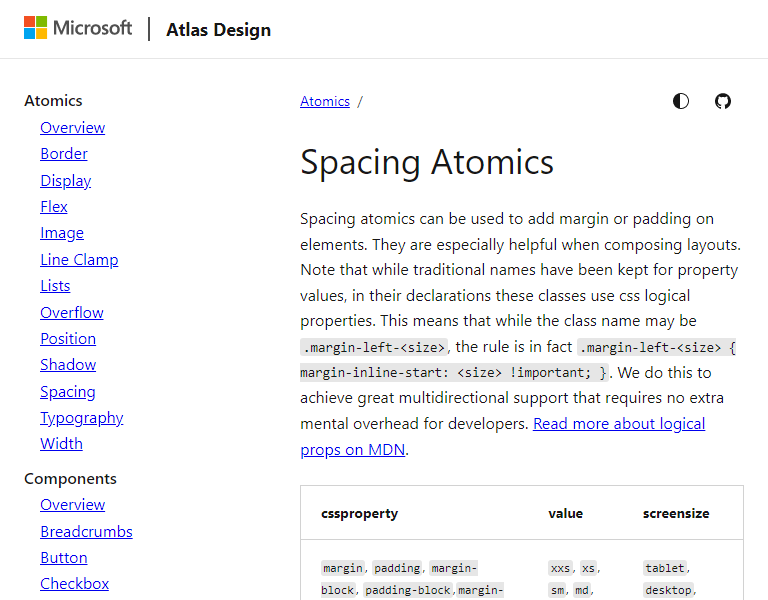 Microsoft | Atlas Design
Atomics
Overview
Border
Display
Flex
Image
Line Clamp
Lists
Overflow
Position
Shadow
Spacing
Typography
Width
Components
Overview
Breadcrumbs
Button
Checkbox
Atomics /
Spacing Atomics
Spacing atomics can be used to add margin or padding on
elements. They are especially helpful when composing layouts.
Note that while traditional names have been kept for property
values, in their declarations these classes use css logical
properties. This means that while the class name may be
.margin-left-<size>, the rule is in fact .margin-left-<size> {
margin-inline-start: <size> !important; }. We do this to
achieve great multidirectional support that requires no extra
mental overhead for developers. Read more about logical
props on MDN.
cssproperty value screensize
margin, padding, margin- xxs, xs, tablet,
block, padding-block, margin- sm, md, desktop,